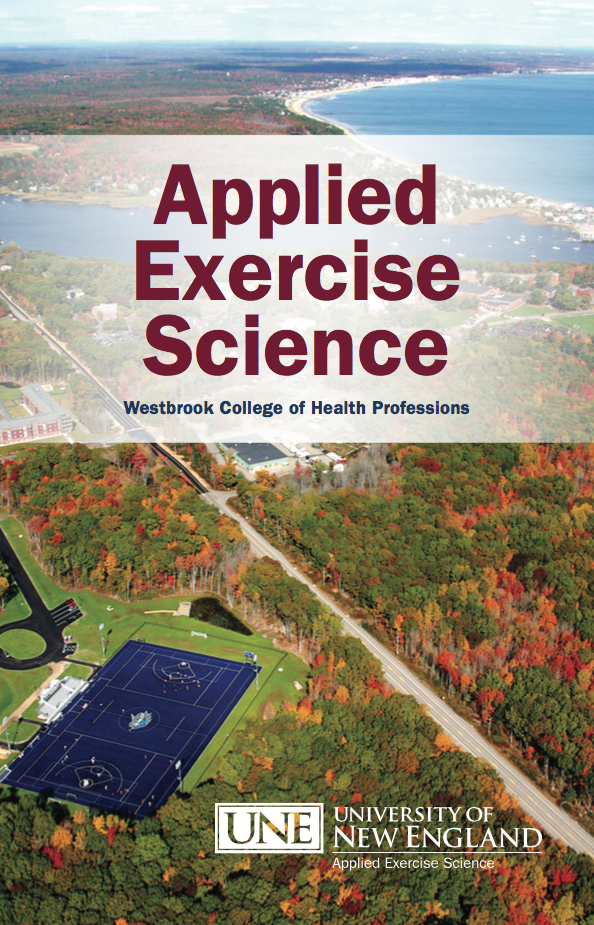 Applied
Exercise
Science
Westbrook College of Health Professions
UNE
UNIVERSITY OF
NEW ENGLAND
Applied Exercise Science